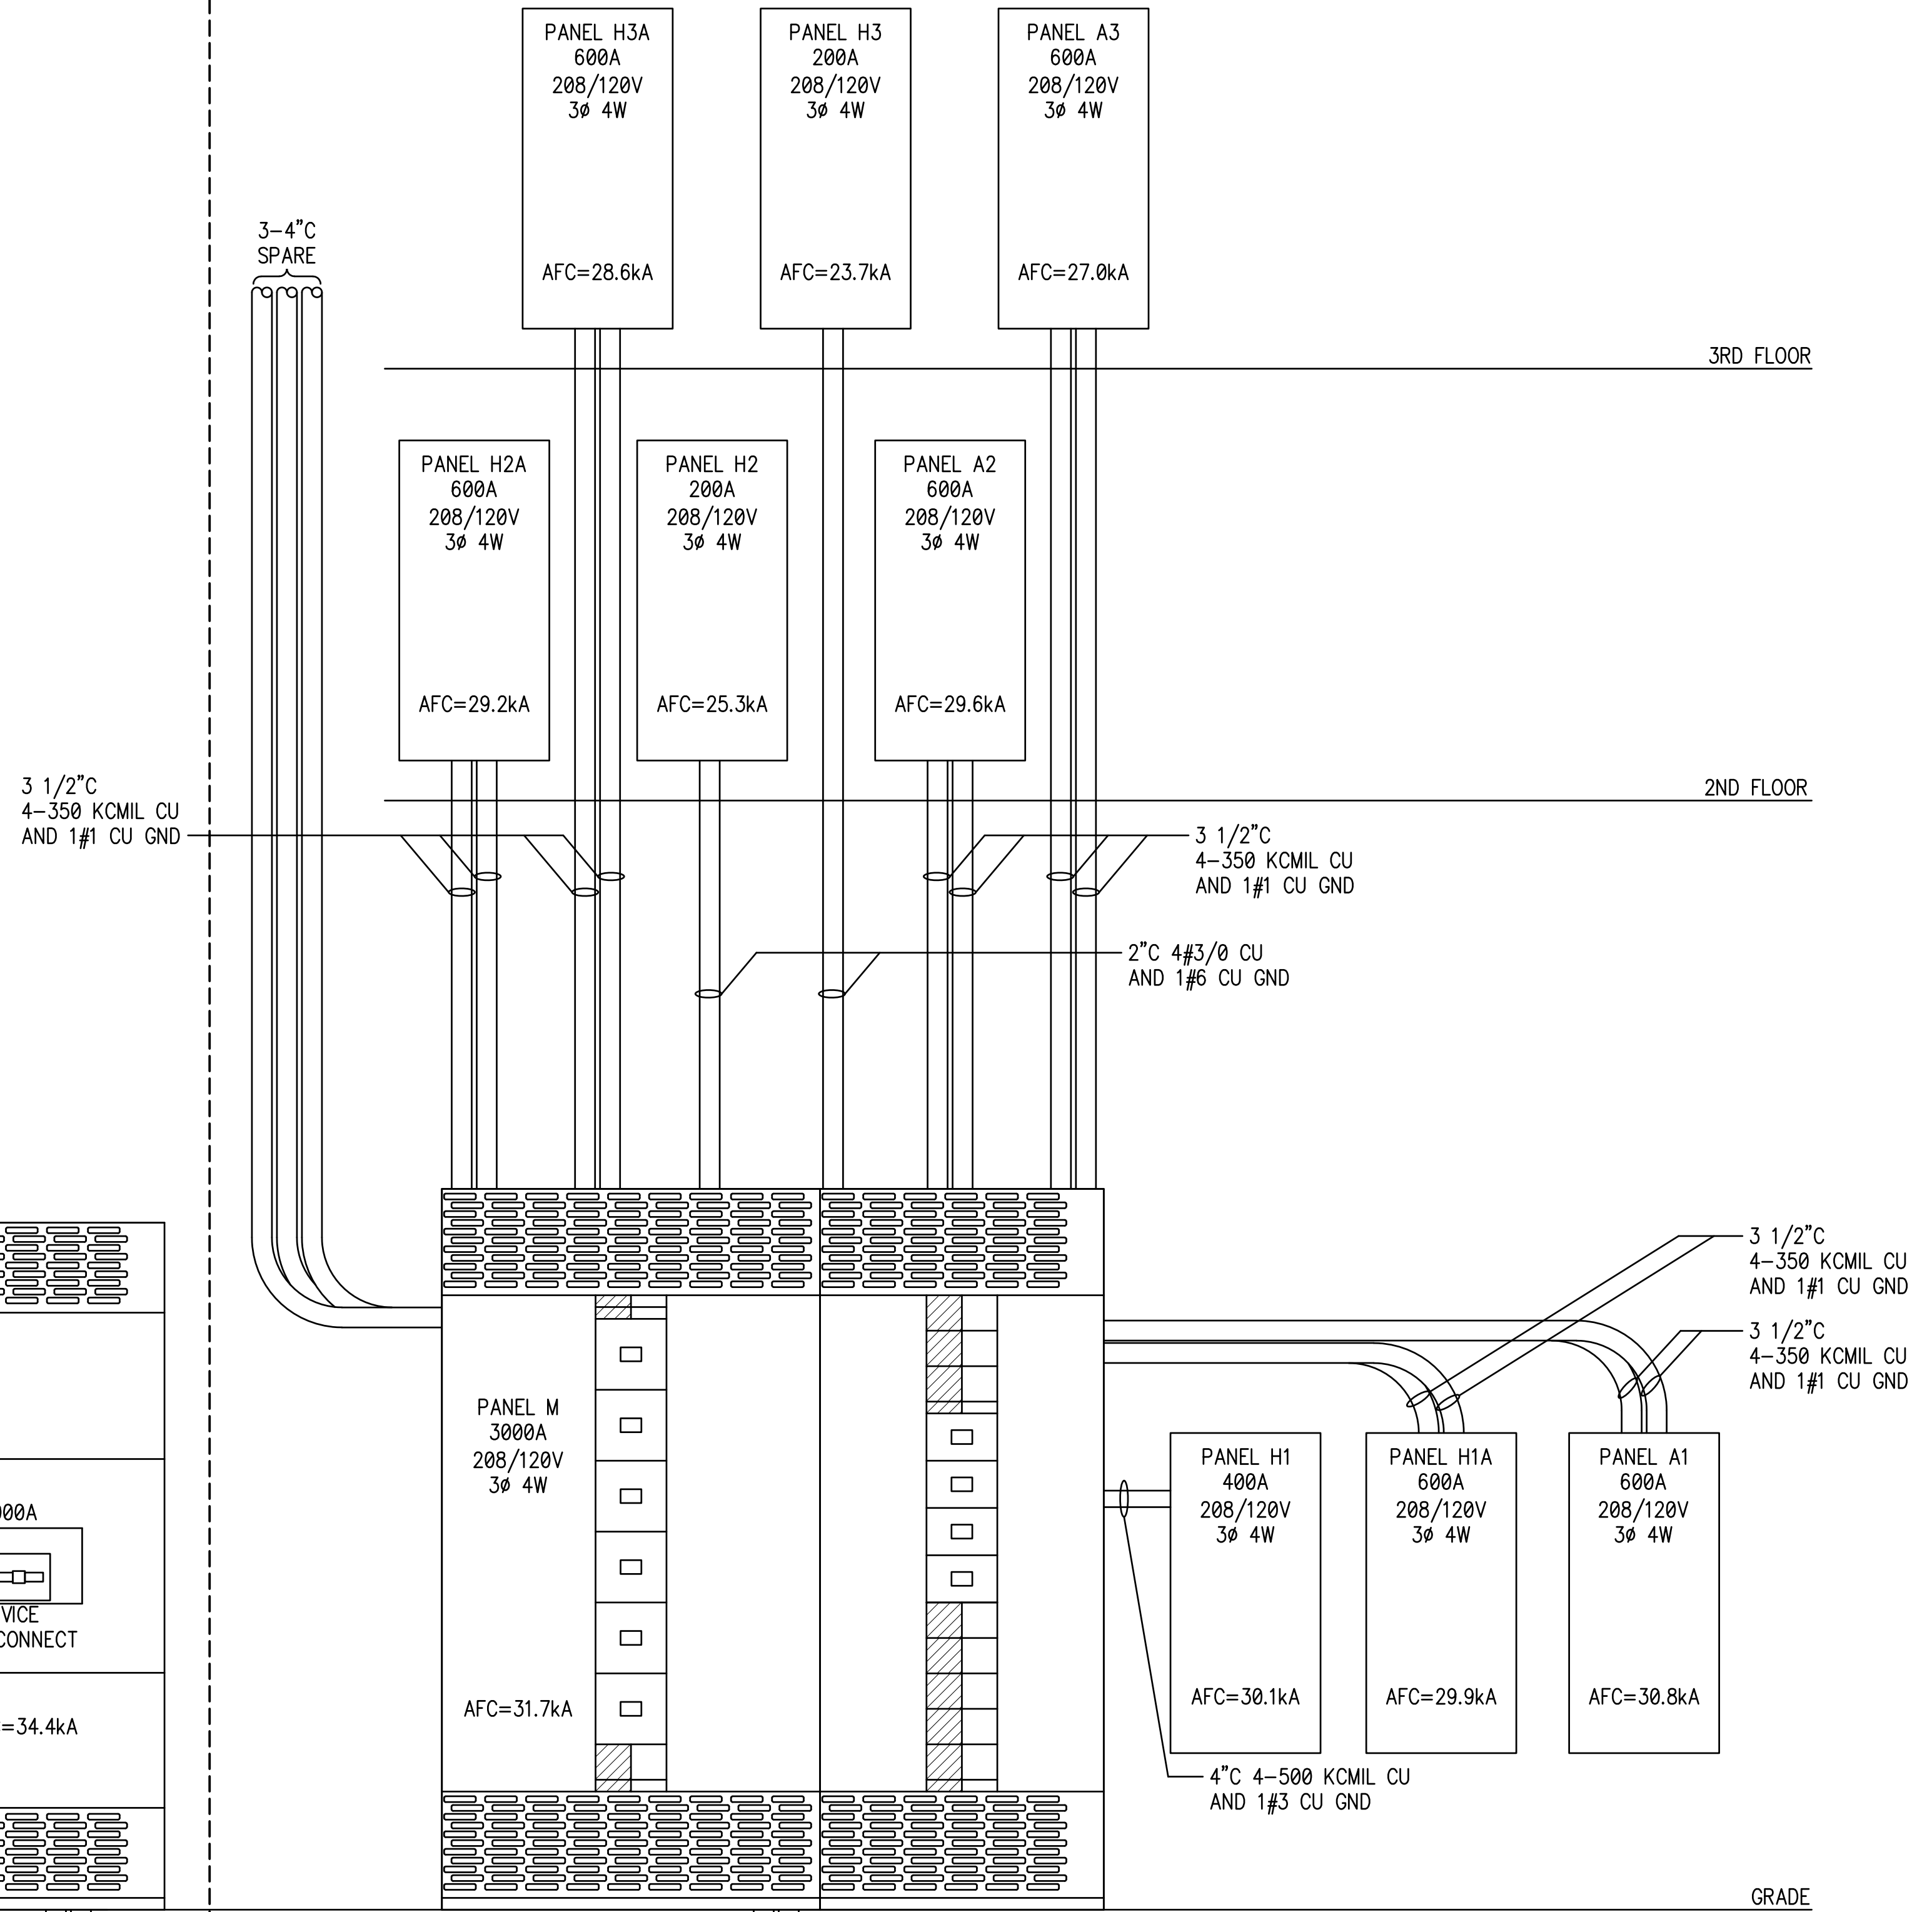 PANEL H3A
600A
208/120V
3ø 4W
AFC=28.6kA
PANEL H3
200A
208/120V
3ø 4W
AFC=23.7kA
PANEL A3
600A
208/120V
3ø 4W
AFC=27.0kA
3-4"C
SPARE
3RD FLOOR
PANEL H2A
600A
208/120V
3ø 4W
AFC=29.2kA
PANEL H2
200A
208/120V
3ø 4W
AFC=25.3kA
PANEL A2
600A
208/120V
3ø 4W
AFC=29.6kA
2ND FLOOR
3 1/2"C
4-350 KCMIL CU
AND 1#1 CU GND
3 1/2"C
4-350 KCMIL CU
AND 1#1 CU GND
2"C 4#3/0 CU
AND 1#6 CU GND
3 1/2"C
4-350 KCMIL CU
AND 1#1 CU GND
3 1/2"C
4-350 KCMIL CU
AND 1#1 CU GND
PANEL M
3000A
208/120V
3ø 4W
AFC=31.7kA
PANEL H1
400A
208/120V
3ø 4W
AFC=30.1kA
PANEL H1A
600A
208/120V
3ø 4W
AFC=29.9kA
PANEL A1
600A
208/120V
3ø 4W
AFC=30.8kA
4"C 4-500 KCMIL CU
AND 1#3 CU GND
00A
VICE
CONNECT
=34.4kA
GRADE